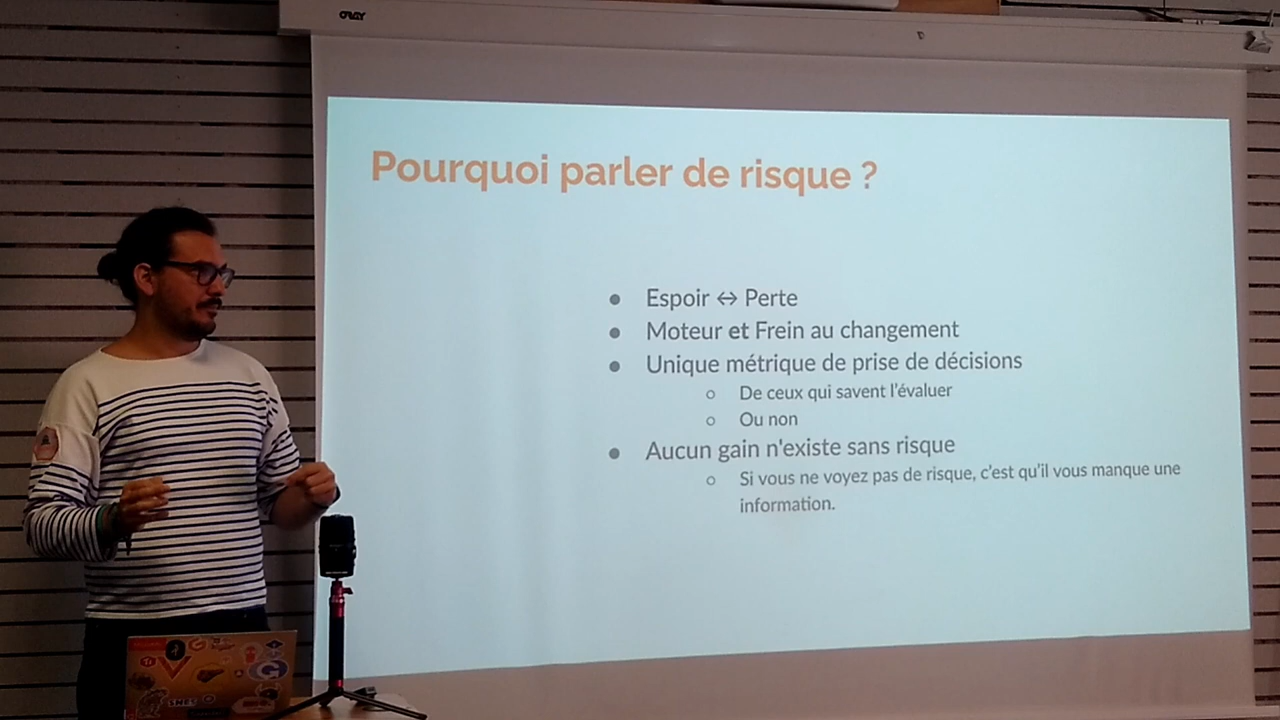 ORAY
Pourquoi parler de risque ?
● Espoir ↔ Perte
● Moteur et Frein au changement
● Unique métrique de prise de décisions
○ De ceux qui savent l'évaluer
○ Ou non
● Aucun gain n'existe sans risque
○ Si vous ne voyez pas de risque, c'est qu'il vous manque une
information.